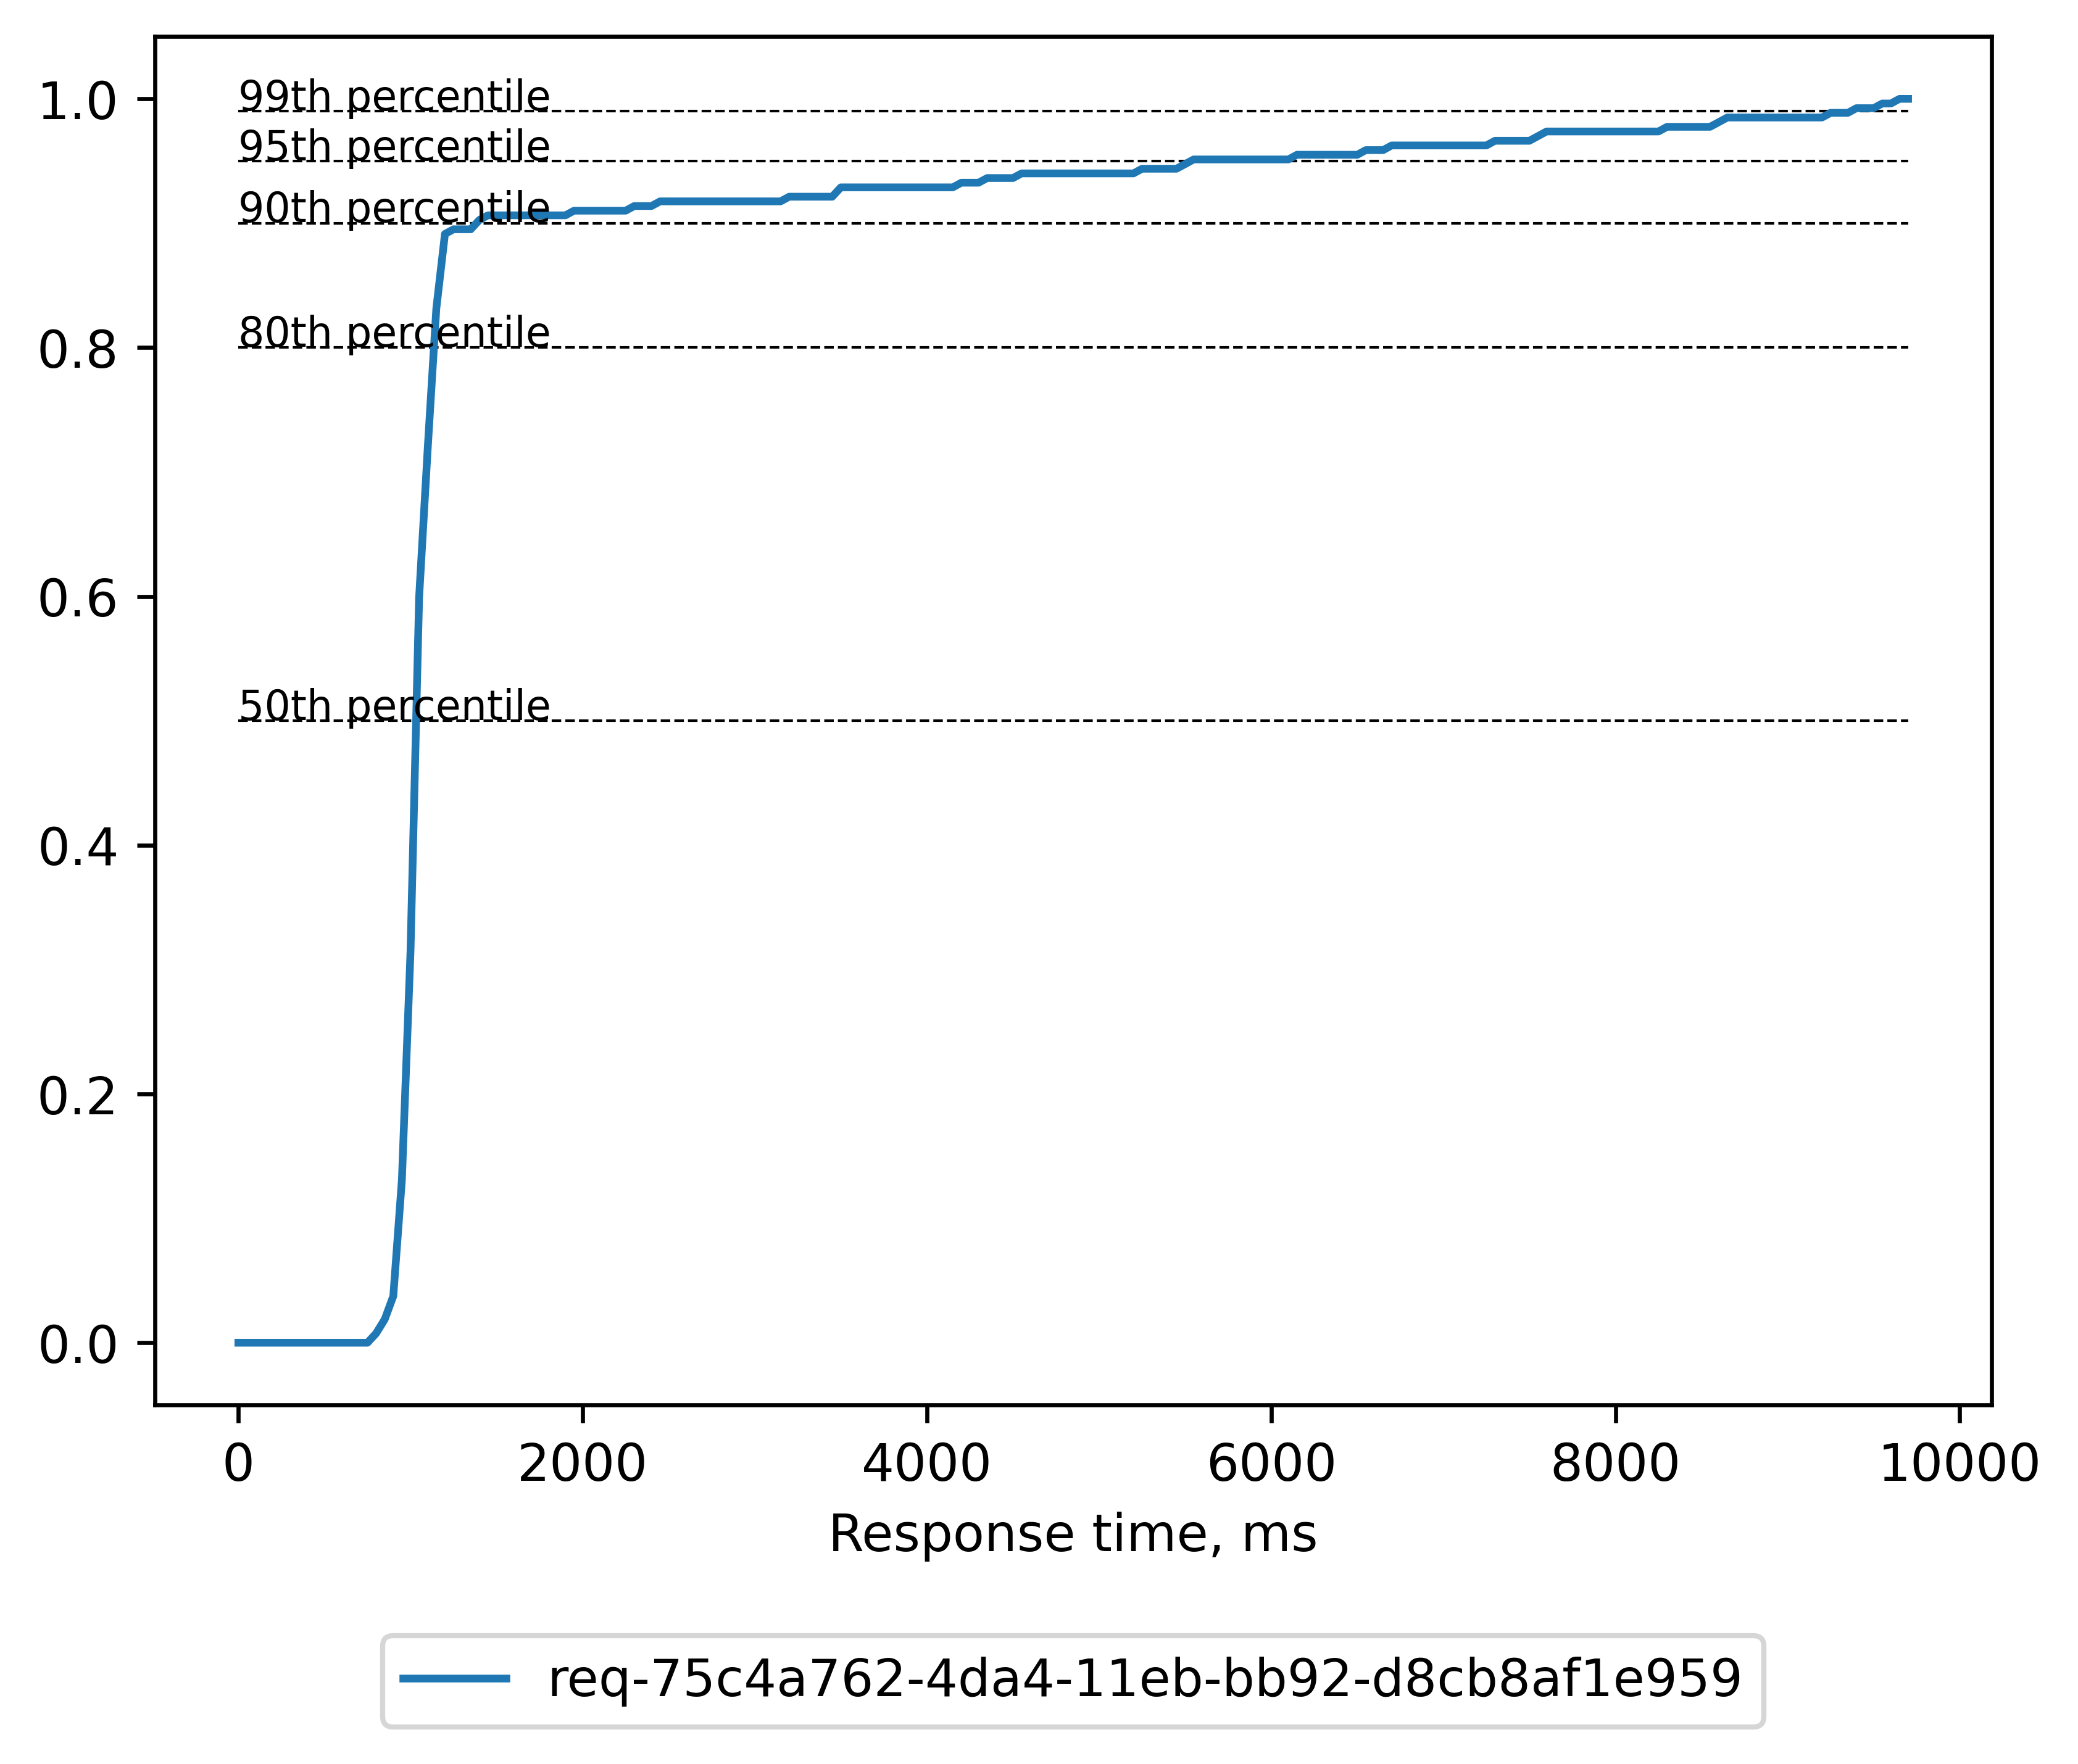 1.0
0.8
0.6
0.4
0.2
0.0
99th percentile
95th percentile
90th percentile
80th percentile
50th percentile
0 2000 4000 6000 8000 10000
Response time, ms
req-75c4a762-4da4-11eb-bb92-d8cb8af1e959